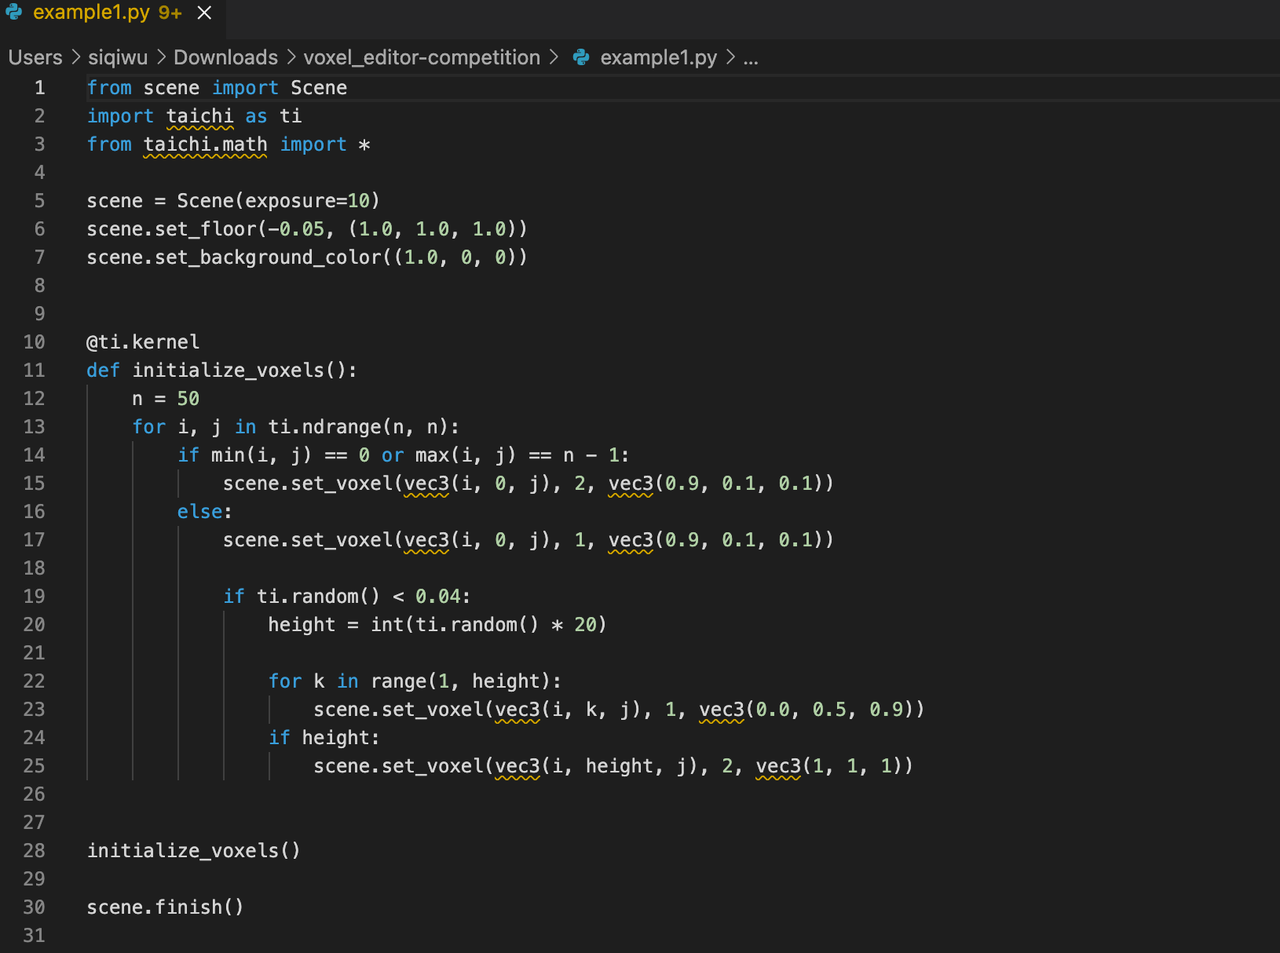 example1.py 9+ ×
Users > siqiwu > Downloads > voxel_editor-competition > example1.py > ...
1 from scene import Scene
2 import taichi as ti
3 from taichi.math import *
4
5 scene = Scene(exposure=10)
6 scene.set_floor(-0.05, (1.0, 1.0, 1.0))
7 scene.set_background_color((1.0, 0, 0))
8
9
10 @ti.kernel
11 def initialize_voxels():
12     n = 50
13     for i, j in ti.ndrange(n, n):
14         if min(i, j) == 0 or max(i, j) == n - 1:
15             scene.set_voxel(vec3(i, 0, j), 2, vec3(0.9, 0.1, 0.1))
16         else:
17             scene.set_voxel(vec3(i, 0, j), 1, vec3(0.9, 0.1, 0.1))
18
19             if ti.random() < 0.04:
20                 height = int(ti.random() * 20)
21
22                 for k in range(1, height):
23                     scene.set_voxel(vec3(i, k, j), 1, vec3(0.0, 0.5, 0.9))
24                 if height:
25                     scene.set_voxel(vec3(i, height, j), 2, vec3(1, 1, 1))
26
27
28 initialize_voxels()
29
30 scene.finish()
31